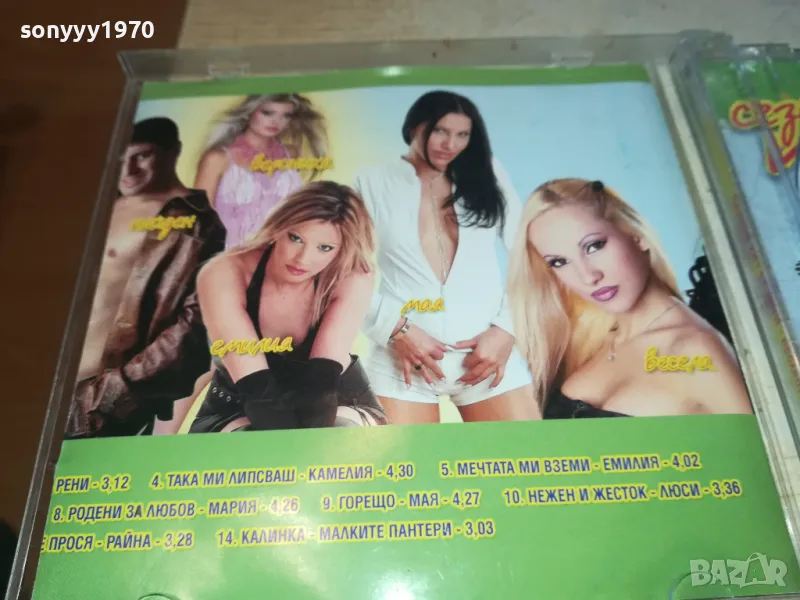 sonyyy1970
вероника
мая
емилия
весела
РЕНИ - 3,12 4. ТАКА МИ ЛИПСВАШ - КАМЕЛИЯ - 4,30 5. МЕЧТАТА МИ ВЗЕМИ - ЕМИЛИЯ - 4,02
8. РОДЕНИ ЗА ЛЮБОВ - МАРИЯ - 4,26 9. ГОРЕЩО - МАЯ - 4,27 10. НЕЖЕН И ЖЕСТОК - ЛЮСИ - 3,36
Е ПРОСЯ - РАЙНА - 3,28 14. КАЛИНКА - МАЛКИТЕ ПАНТЕРИ - 3,03
BAZAR